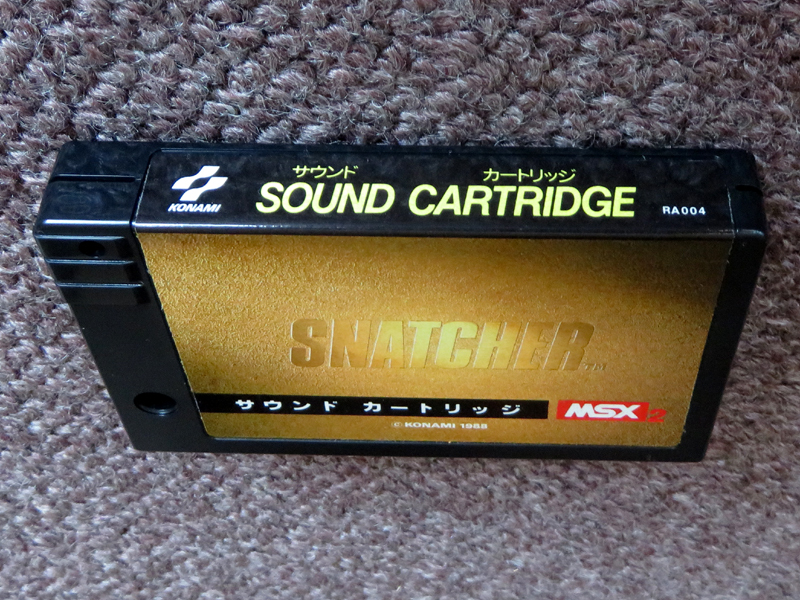 サウンド カートリッジ
KONAMI SOUND CARTRIDGE RA004
SNATCHER™
サウンド カートリッジ MSX2
© KONAMI 1988